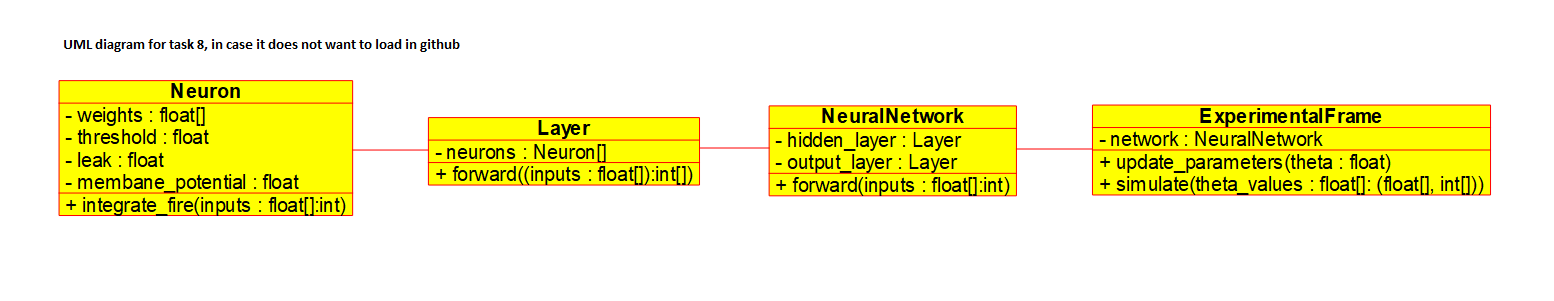 UML diagram for task 8, in case it does not want to load in github
Neuron
- weights : float[]
- threshold : float
- leak : float
- membane_potential : float
+ integrate_fire(inputs : float[]:int)
Layer
- neurons : Neuron[]
+ forward((inputs : float[]):int[])
NeuralNetwork
- hidden_layer : Layer
- output_layer : Layer
+ forward(inputs : float[]:int)
ExperimentalFrame
- network : NeuralNetwork
+ update_parameters(theta : float)
+ simulate(theta_values : float[]: (float[], int[]))